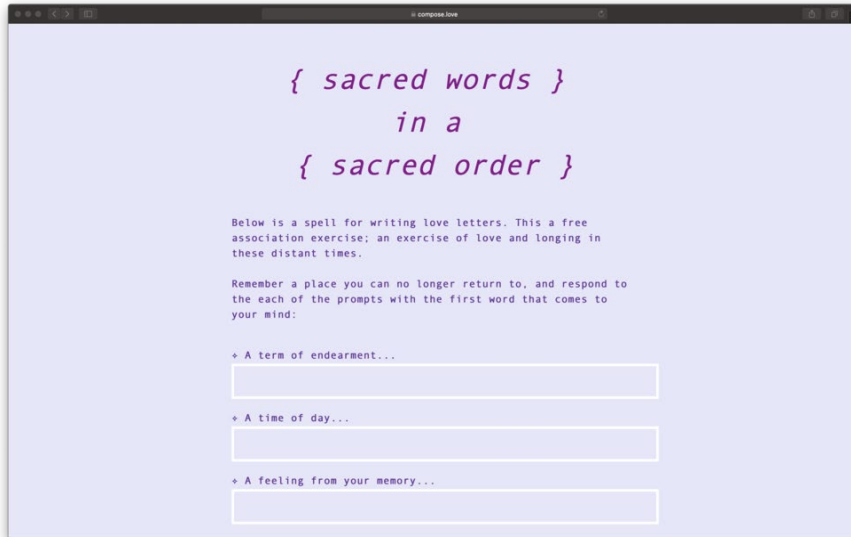 compose.love
{ sacred words }
in a
{ sacred order }
Below is a spell for writing love letters. This a free
association exercise; an exercise of love and longing in
these distant times.
Remember a place you can no longer return to, and respond to
the each of the prompts with the first word that comes to
your mind:
✧ A term of endearment...
✧ A time of day...
✧ A feeling from your memory...